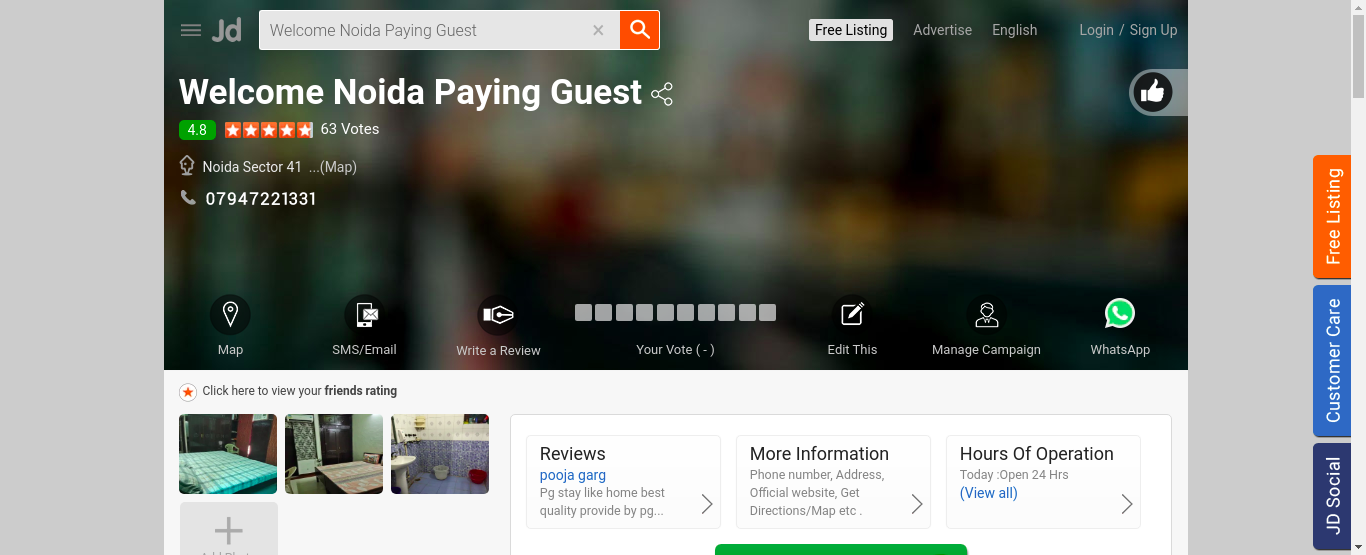 Jd
Welcome Noida Paying Guest
Free Listing
Advertise
English
Login / Sign Up
Welcome Noida Paying Guest
4.8
63 Votes
Noida Sector 41 ...(Map)
07947221331
Map
SMS/Email
Write a Review
Your Vote ( - )
Edit This
Manage Campaign
WhatsApp
Free Listing
Customer Care
JD Social
Click here to view your friends rating
Reviews
pooja garg
Pg stay like home best
quality provide by pg...
More Information
Phone number, Address,
Official website, Get
Directions/Map etc .
Hours Of Operation
Today :Open 24 Hrs
(View all)